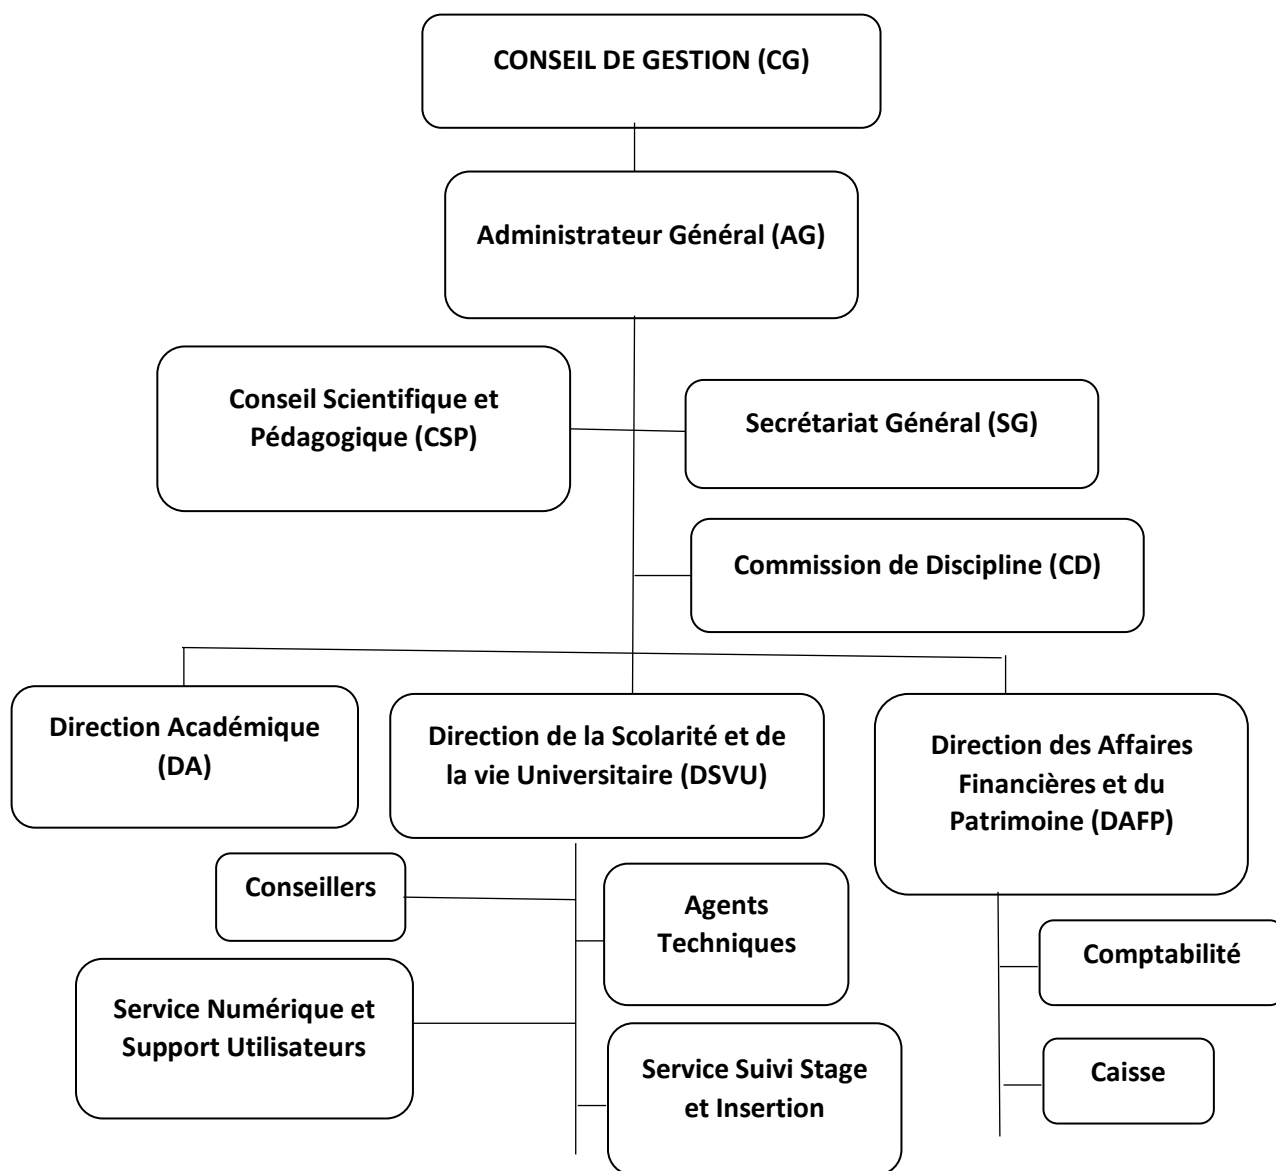 CONSEIL DE GESTION (CG)
Administrateur Général (AG)
Conseil Scientifique et
Pédagogique (CSP)
Secrétariat Général (SG)
Commission de Discipline (CD)
Direction Académique
(DA)
Direction de la Scolarité et de
la vie Universitaire (DSVU)
Direction des Affaires
Financières et du
Patrimoine (DAFP)
Conseillers
Agents
Techniques
Comptabilité
Service Numérique et
Support Utilisateurs
Service Suivi Stage
et Insertion
Caisse